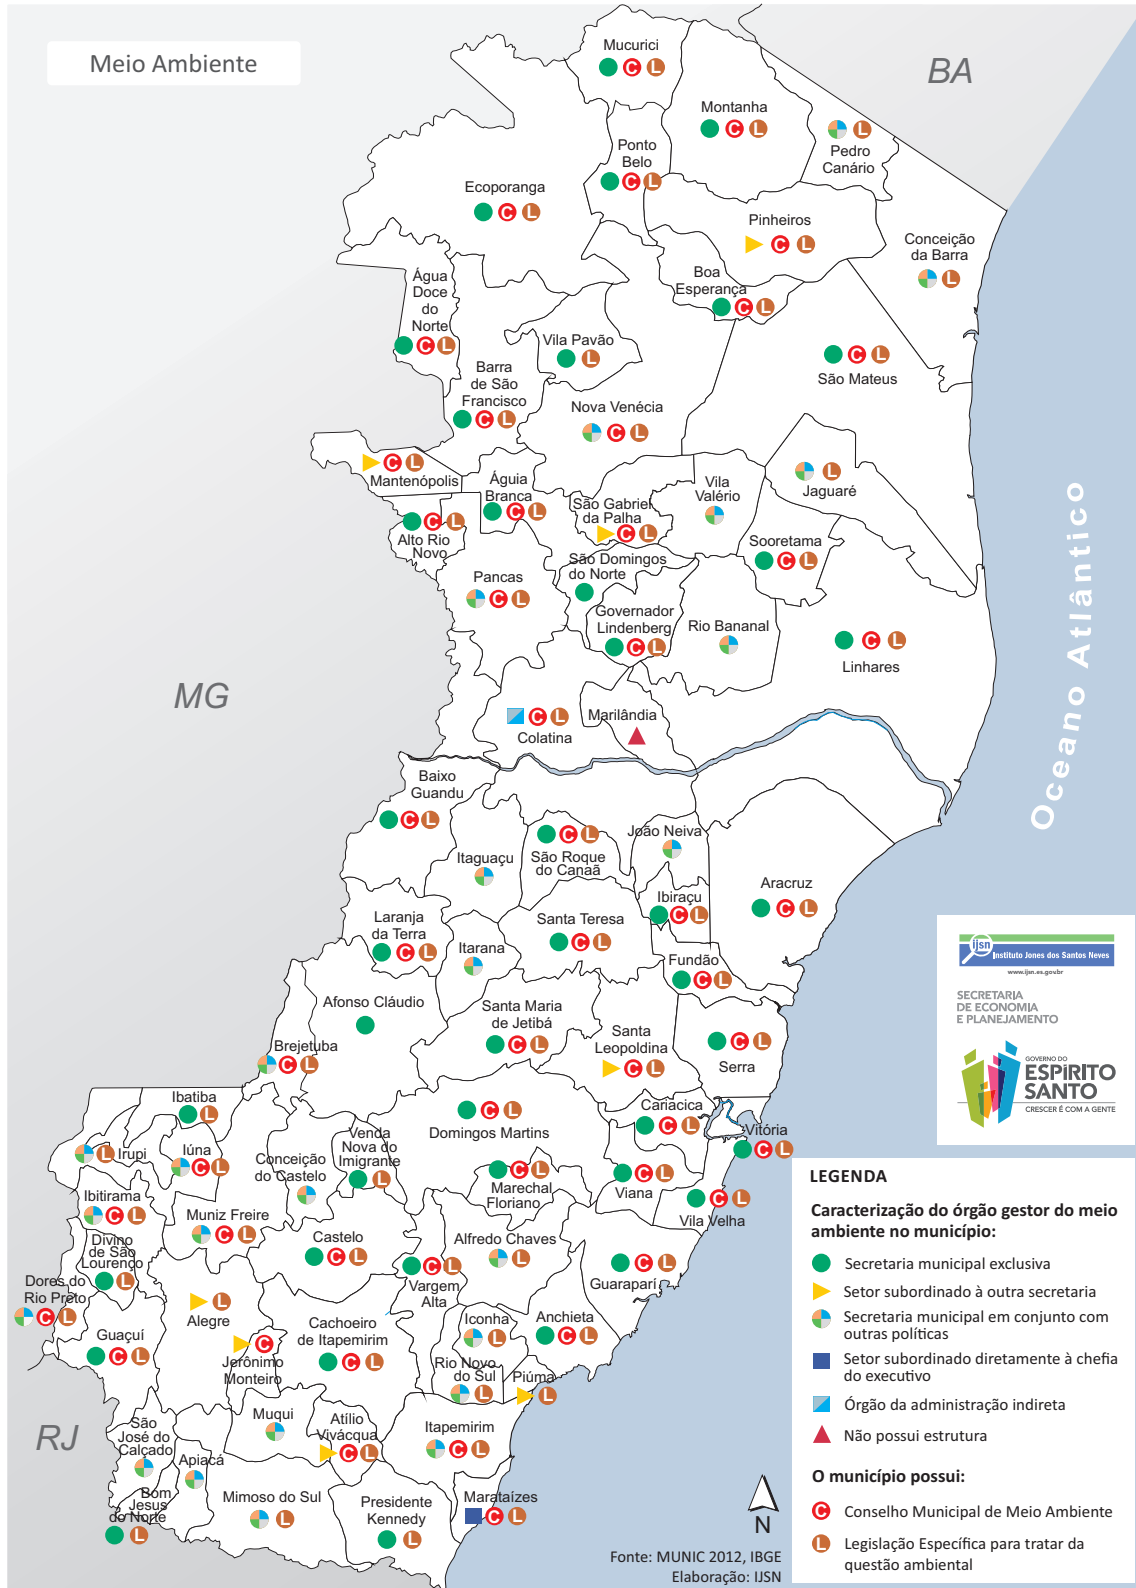 Meio Ambiente
BA
MG
RJ
Oceano Atlântico
Mucurici
C L
Montanha
C L
L
Pedro
Canário
Ponto
Belo
C L
Ecoporanga
C L
Pinheiros
C L
Conceição
da Barra
L
Boa
Esperança
C L
Água
Doce
do
Norte
C L
Vila Pavão
L
C L
São Mateus
Barra
de São
Francisco
C L
Nova Venécia
C L
C L
Mantenópolis
Águia
Branca
C L
São Gabriel
da Palha
C L
Vila
Valério
L
Jaguaré
C L
Alto Rio
Novo
Sooretama
C L
São Domingos
do Norte
Pancas
C L
Governador
Lindenberg
C L
Rio Bananal
C L
Linhares
C L
Colatina
Marilândia
Baixo
Guandu
C L
C L
São Roque
do Canaã
João Neiva
Itaguaçu
Aracruz
C L
Ibiraçu
C L
Laranja
da Terra
C L
Santa Teresa
C L
Itarana
Fundão
C L
Afonso Cláudio
Santa Maria
de Jetibá
C L
Santa
Leopoldina
C L
C L
Serra
Brejetuba
C L
Ibatiba
L
C L
Domingos Martins
Cariacica
C L
Vitória
C L
L Irupi
Iúna
C L
Conceição
do Castelo
Venda
Nova do
Imigrante
L
C L
Marechal
Floriano
C L
Viana
C L
Vila Velha
Ibitirama
C L
Muniz Freire
C L
Divino
de São
Lourenço
L
Castelo
C L
C L
Vargem
Alta
Alfredo Chaves
L
C L
Guarapari
Dores do
Rio Preto
C L
L
Alegre
Guaçuí
C L
C
Jerônimo
Monteiro
Cachoeiro
de Itapemirim
C L
Iconha
L
Anchieta
C L
Rio Novo
do Sul
L
Piúma
L
São
José do
Calçado
Apiacá
Muqui
Atílio
Vivácqua
C L
Itapemirim
C L
Bom
Jesus
do Norte
L
Mimoso do Sul
L
Presidente
Kennedy
L
Marataízes
C L
N
Fonte: MUNIC 2012, IBGE
Elaboração: IJSN
ijsn
Instituto Jones dos Santos Neves
www.ijsn.es.gov.br
SECRETARIA
DE ECONOMIA
E PLANEJAMENTO
GOVERNO DO
ESPÍRITO
SANTO
CRESCER É COM A GENTE
LEGENDA
Caracterização do órgão gestor do meio
ambiente no município:
Secretaria municipal exclusiva
Setor subordinado à outra secretaria
Secretaria municipal em conjunto com
outras políticas
Setor subordinado diretamente à chefia
do executivo
Órgão da administração indireta
Não possui estrutura
O município possui:
C Conselho Municipal de Meio Ambiente
L Legislação Específica para tratar da
questão ambiental